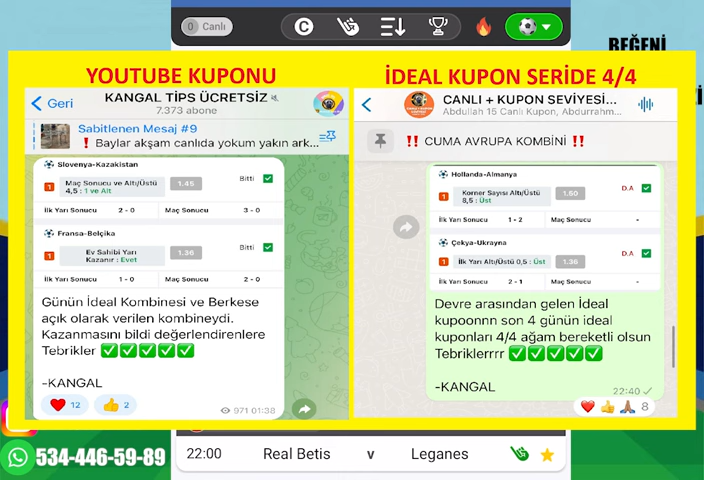 0 Canlı
BEĞENİ
YOUTUBE KUPONU
Geri
KANGAL TIPS ÜCRETSİZ
7.373 abone
Sabitlenen Mesaj #9
❗ Baylar akşam canlıda yokum yakın ark...
Slovenya-Kazakistan
1 Maç Sonucu ve Altı/Üstü 1.45 Bitti
4,5 : 1 ve Alt
İlk Yarı Sonucu 2 - 0 Maç Sonucu 3 - 0
Fransa-Belçika
1 Ev Sahibi Yarı 1.36 Bitti
Kazanır : Evet
İlk Yarı Sonucu 1 - 0 Maç Sonucu 2 - 0
Günün İdeal Kombinesi ve Berkese
açık olarak verilen kombineydi.
Kazanmasını bildi değerlendirenlere
Tebrikler ✅✅✅✅✅
-KANGAL
❤️ 12 👍 2
971 01:38
İDEAL KUPON SERİDE 4/4
CANLI + KUPON SEVİYESİ...
Abdullah 15 Canlı Kupon, Abdurrahm...
‼️ CUMA AVRUPA KOMBİNİ ‼️
Hollanda-Almanya
1 Korner Sayısı Altı/Üstü 1.50 D.A
8,5 : Üst
İlk Yarı Sonucu 1 - 2 Maç Sonucu -
Çekya-Ukrayna
1 İlk Yarı Altı/Üstü 0,5 : Üst 1.36 D.A
İlk Yarı Sonucu 2 - 1 Maç Sonucu -
Devre arasından gelen İdeal
kupoonnn son 4 günün ideal
kuponları 4/4 ağam bereketli olsun
Tebriklerrrr ✅✅✅✅✅
-KANGAL
22:40
❤️ 👍 🙏 8
534-446-59-89
22:00 Real Betis v Leganes